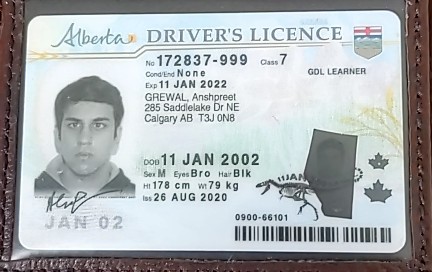 Alberta DRIVER'S LICENCE
No 172837-999 Class 7
Cond/End None GDL LEARNER
Exp 11 JAN 2022
GREWAL, Anshpreet
285 Saddlelake Dr NE
Calgary AB T3J 0N8
DOB 11 JAN 2002
Sex M Eyes Bro Hair Blk
Ht 178 cm Wt 79 kg
Iss 26 AUG 2020
JAN 02
0900-66101